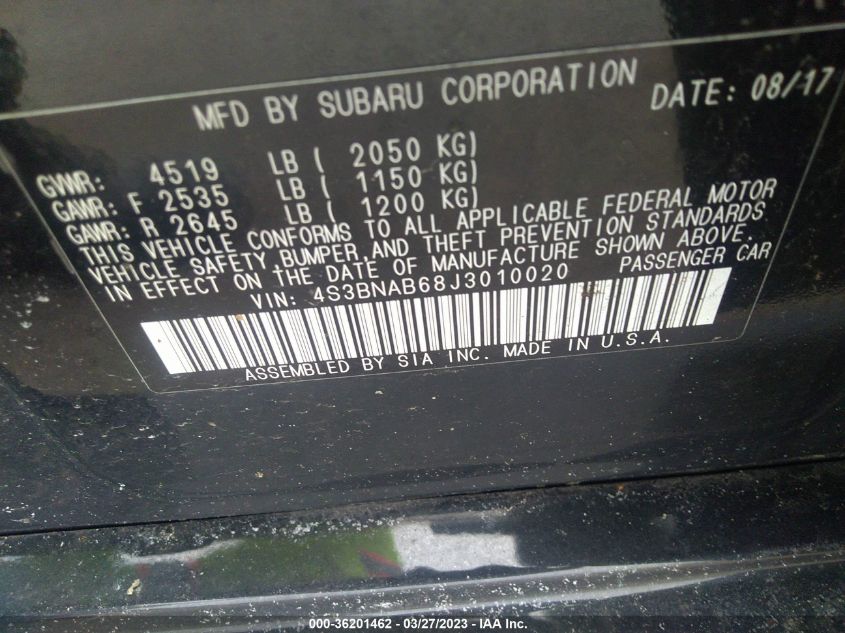 MFD BY SUBARU CORPORATION DATE: 08/17
GVWR: 4519 LB ( 2050 KG)
GAWR: F 2535 LB ( 1150 KG)
GAWR: R 2645 LB ( 1200 KG)
THIS VEHICLE CONFORMS TO ALL APPLICABLE FEDERAL MOTOR
VEHICLE SAFETY BUMPER,AND THEFT PREVENTION STANDARDS
IN EFFECT ON THE DATE OF MANUFACTURE SHOWN ABOVE.
VIN: 4S3BNAB68J3010020 PASSENGER CAR
ASSEMBLED BY SIA INC. MADE IN U.S.A.
000-36201462 - 03/27/2023 - IAA Inc.